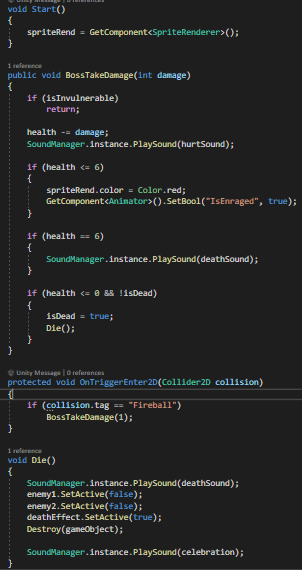 Unity Message | 0 references
void Start()
{
spriteRend = GetComponent<SpriteRenderer>();
}
1 reference
public void BossTakeDamage(int damage)
{
if (isInvulnerable)
return;
health -= damage;
SoundManager.instance.PlaySound(hurtSound);
if (health <= 6)
{
spriteRend.color = Color.red;
GetComponent<Animator>().SetBool("IsEnraged", true);
}
if (health == 6)
{
SoundManager.instance.PlaySound(deathSound);
}
if (health <= 0 && !isDead)
{
isDead = true;
Die();
}
}
Unity Message | 0 references
protected void OnTriggerEnter2D(Collider2D collision)
{
if (collision.tag == "Fireball")
BossTakeDamage(1);
}
1 reference
void Die()
{
SoundManager.instance.PlaySound(deathSound);
enemy1.SetActive(false);
enemy2.SetActive(false);
deathEffect.SetActive(true);
Destroy(gameObject);
SoundManager.instance.PlaySound(celebration);
}